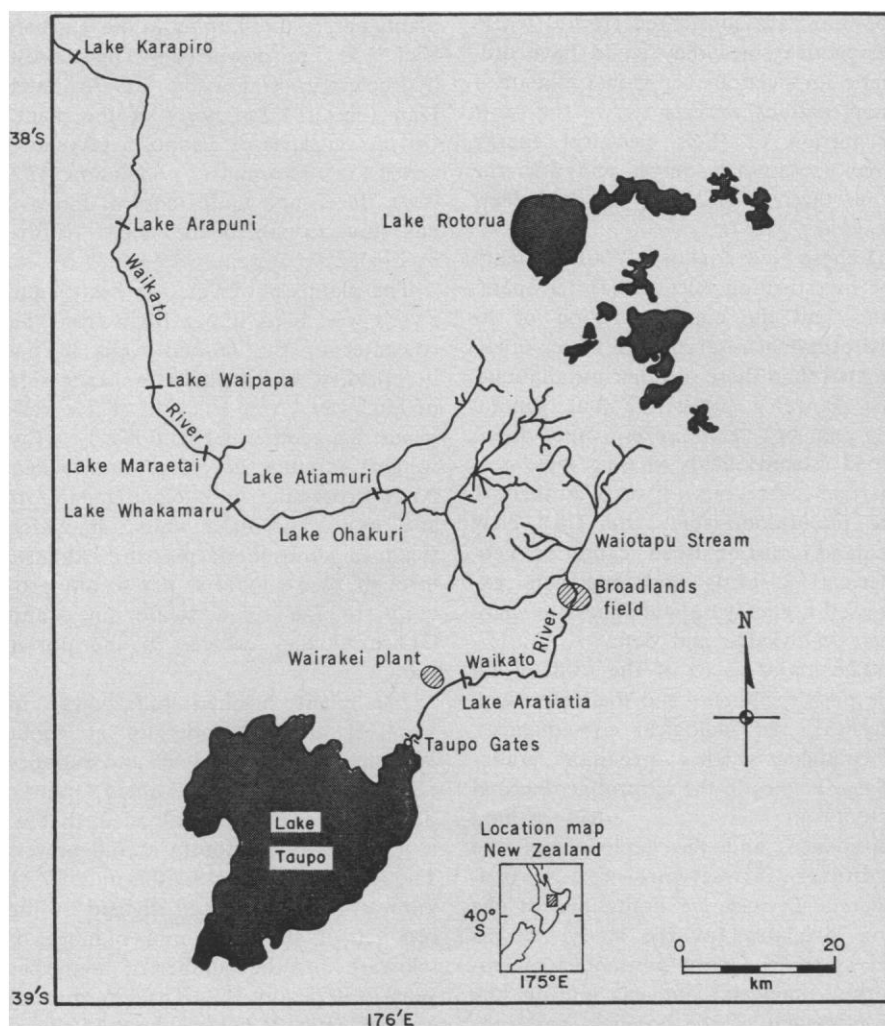 Lake Karapiro
38'S
Lake Arapuni
Lake Rotorua
Waikato
River
Lake Waipapa
Lake Maraetai
Lake Atiamuri
Lake Whakamaru
Lake Ohakuri
Waiotapu Stream
Broadlands
field
River
Wairakei plant
Waikato
N
Lake Aratiatia
Taupo Gates
Lake
Taupo
Location map
New Zealand
40°
S
175°E
0 20
km
39'S
176'E